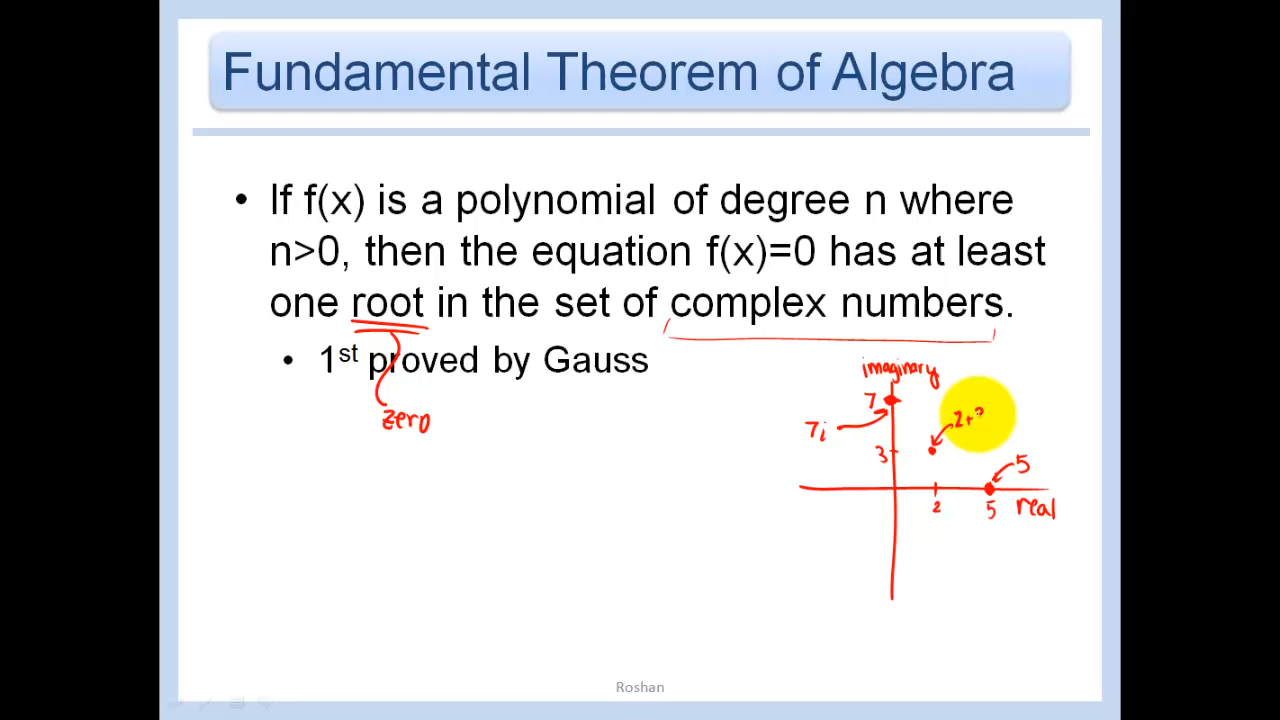 Fundamental Theorem of Algebra
• If f(x) is a polynomial of degree n where
n>0, then the equation f(x)=0 has at least
one root in the set of complex numbers.
• 1st proved by Gauss
zero
imaginary
7
7i
2+
3
5
2
5
real
Roshan